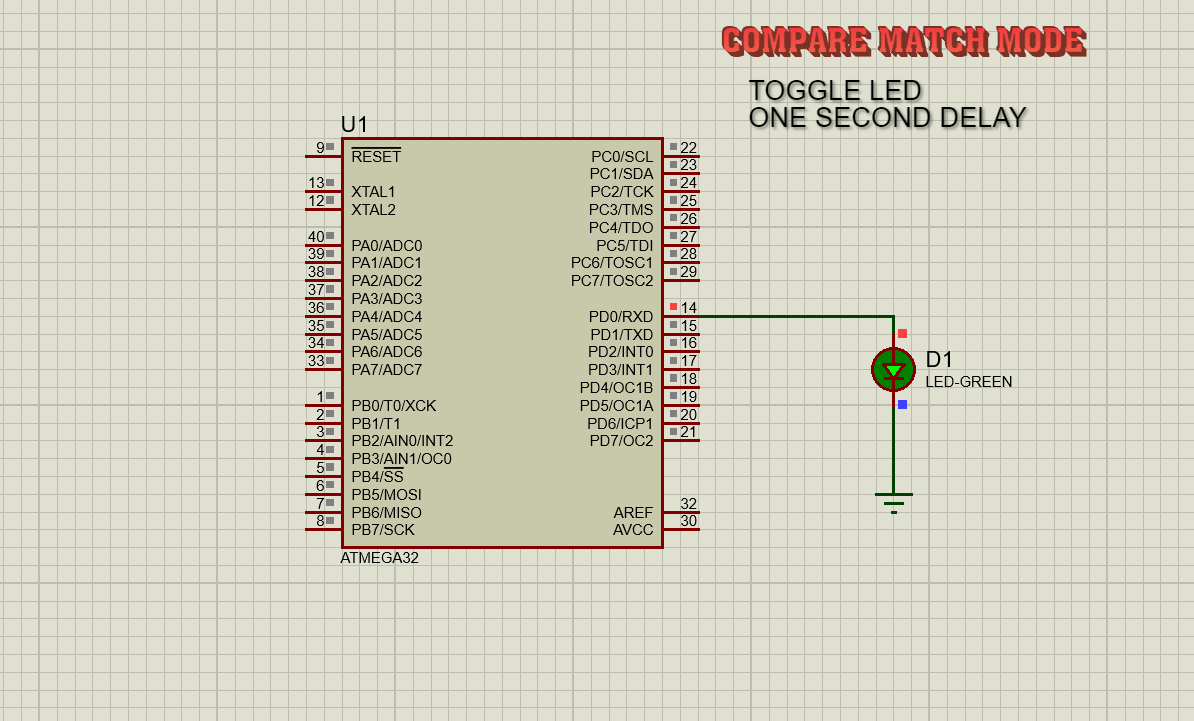 COMPARE MATCH MODE
TOGGLE LED
ONE SECOND DELAY
U1
9 RESET
13 XTAL1
12 XTAL2
40 PA0/ADC0
39 PA1/ADC1
38 PA2/ADC2
37 PA3/ADC3
36 PA4/ADC4
35 PA5/ADC5
34 PA6/ADC6
33 PA7/ADC7
1 PB0/T0/XCK
2 PB1/T1
3 PB2/AIN0/INT2
4 PB3/AIN1/OC0
5 PB4/SS
6 PB5/MOSI
7 PB6/MISO
8 PB7/SCK
PC0/SCL 22
PC1/SDA 23
PC2/TCK 24
PC3/TMS 25
PC4/TDO 26
PC5/TDI 27
PC6/TOSC1 28
PC7/TOSC2 29
PD0/RXD 14
PD1/TXD 15
PD2/INT0 16
PD3/INT1 17
PD4/OC1B 18
PD5/OC1A 19
PD6/ICP1 20
PD7/OC2 21
AREF 32
AVCC 30
ATMEGA32
D1
LED-GREEN